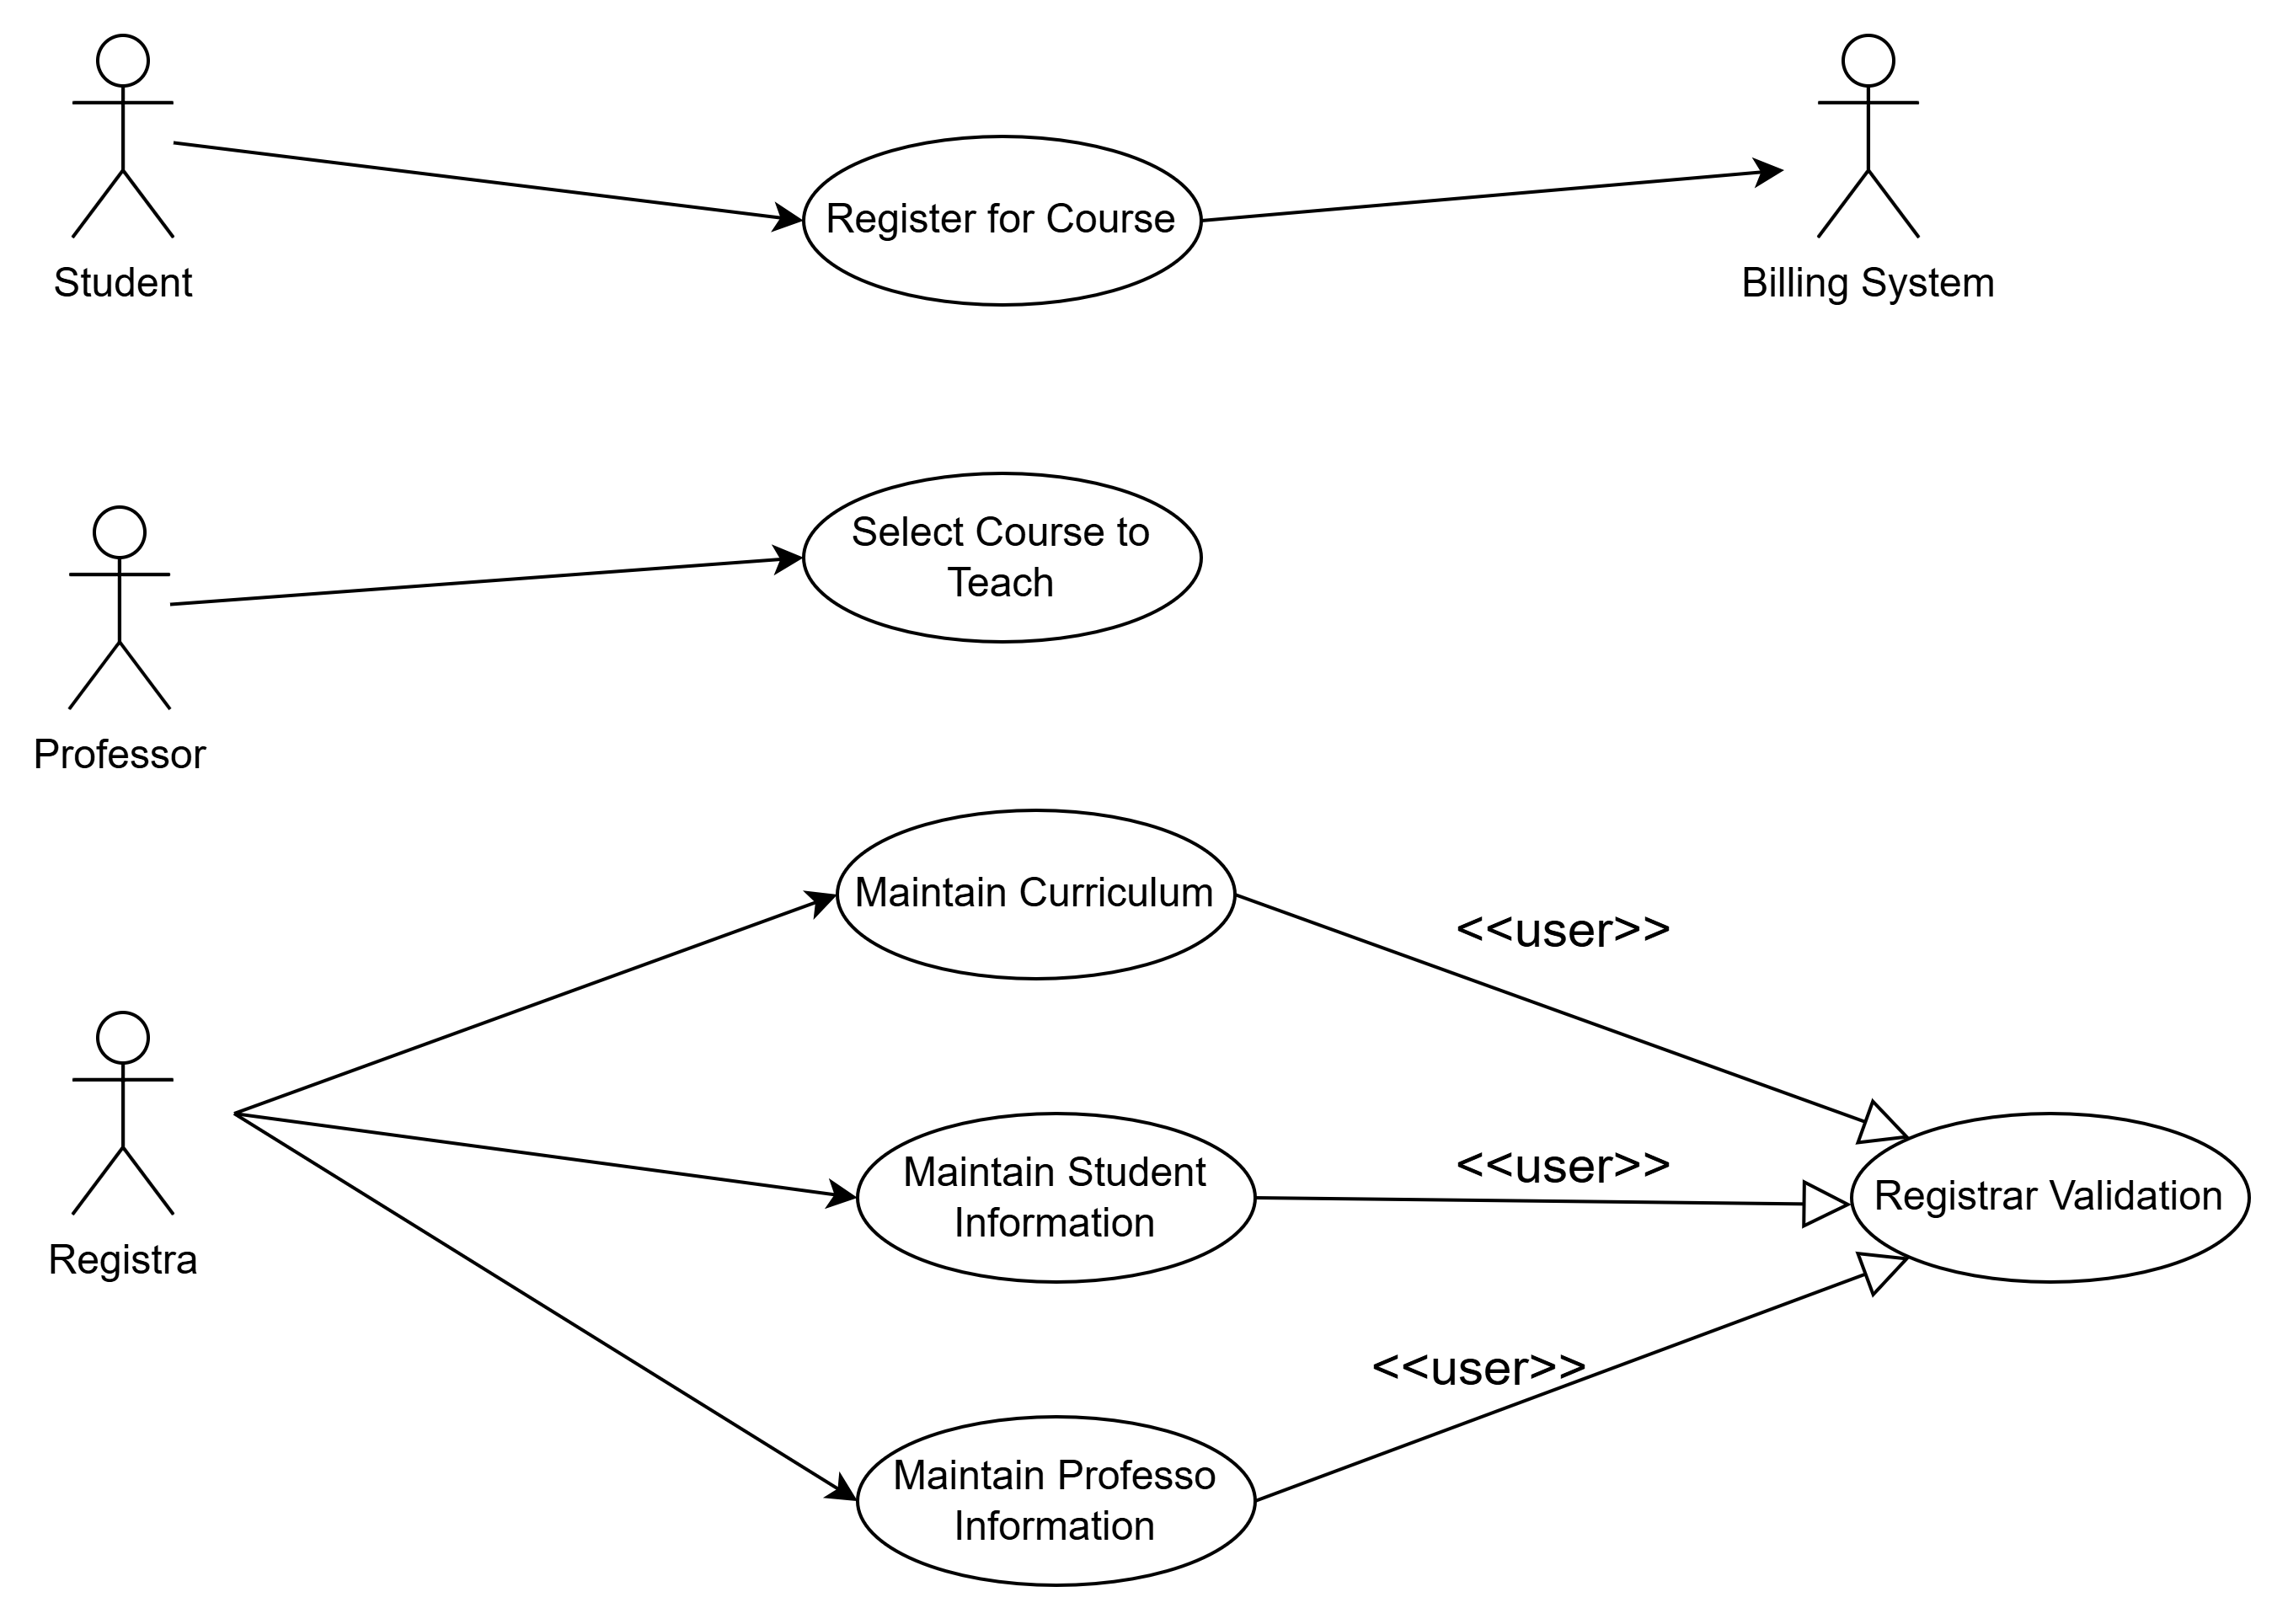 Register for Course
Student
Billing System
Select Course to
Teach
Professor
Maintain Curriculum
<<user>>
<<user>>
Maintain Student
Information
Registrar Validation
Registra
<<user>>
Maintain Professo
Information